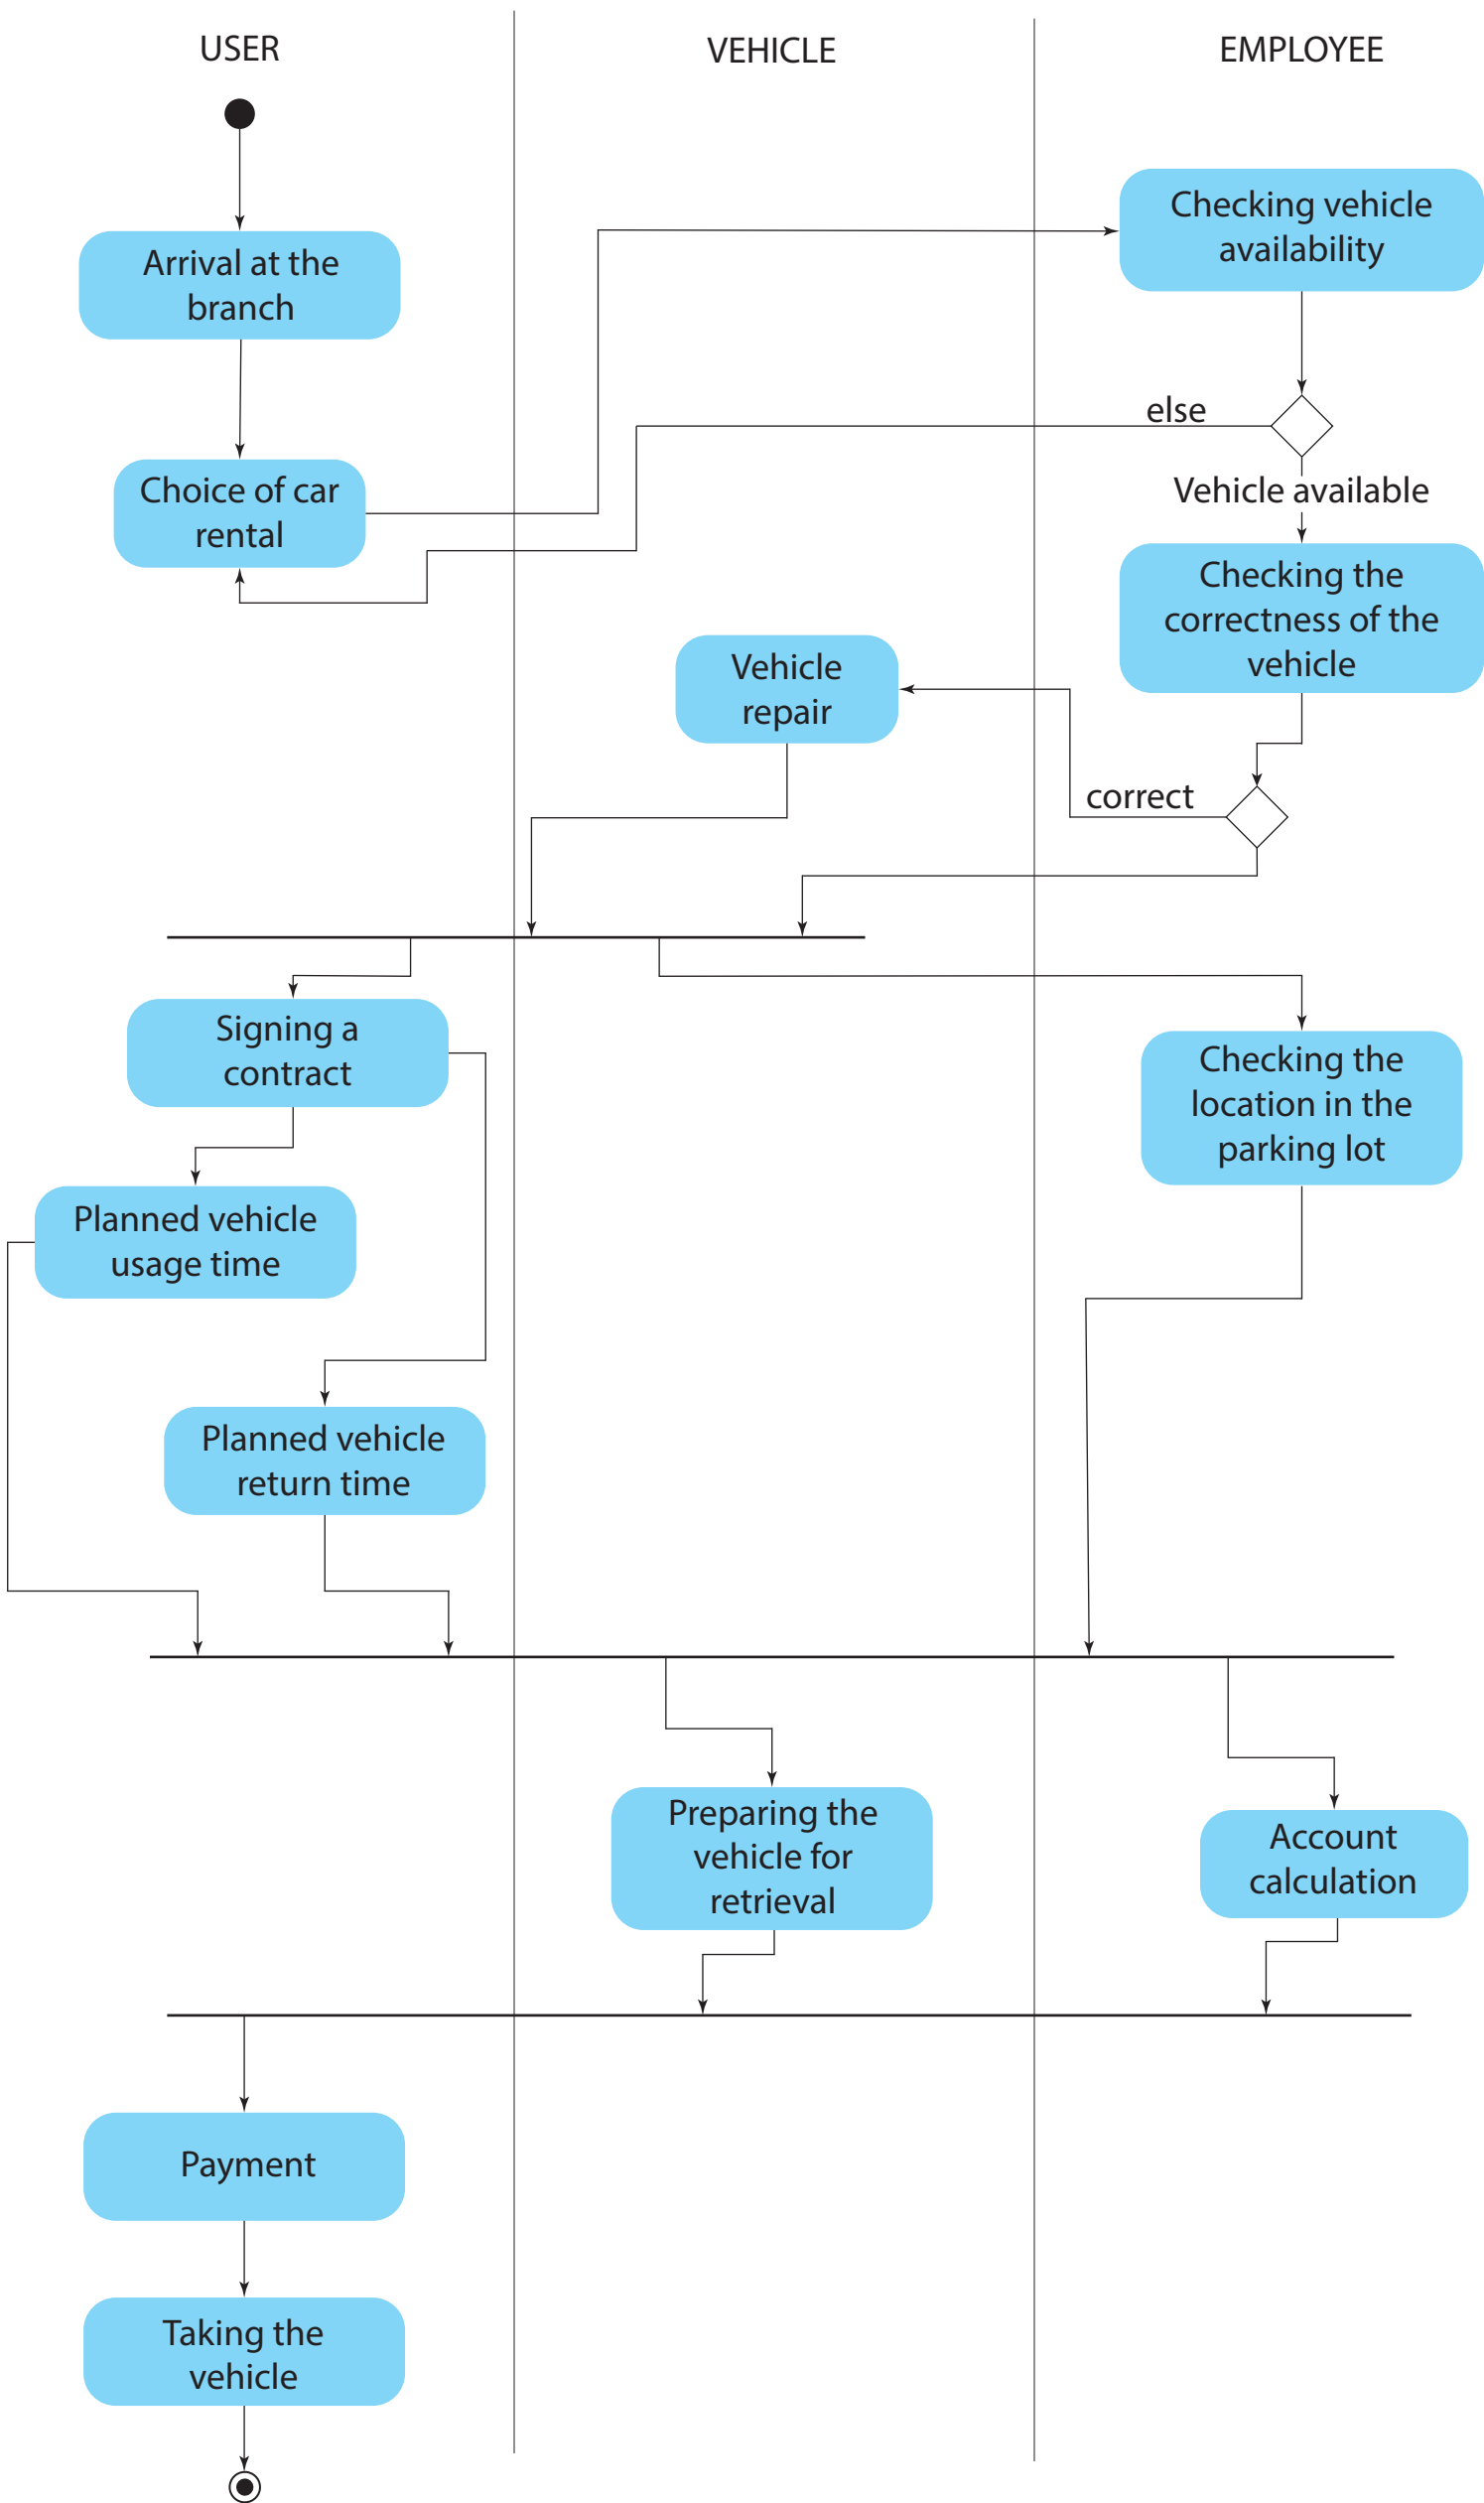 USER
VEHICLE
EMPLOYEE
Checking vehicle
availability
Arrival at the
branch
else
Choice of car
rental
Vehicle available
Checking the
correctness of the
vehicle
Vehicle
repair
correct
Signing a
contract
Checking the
location in the
parking lot
Planned vehicle
usage time
Planned vehicle
return time
Preparing the
vehicle for
retrieval
Account
calculation
Payment
Taking the
vehicle